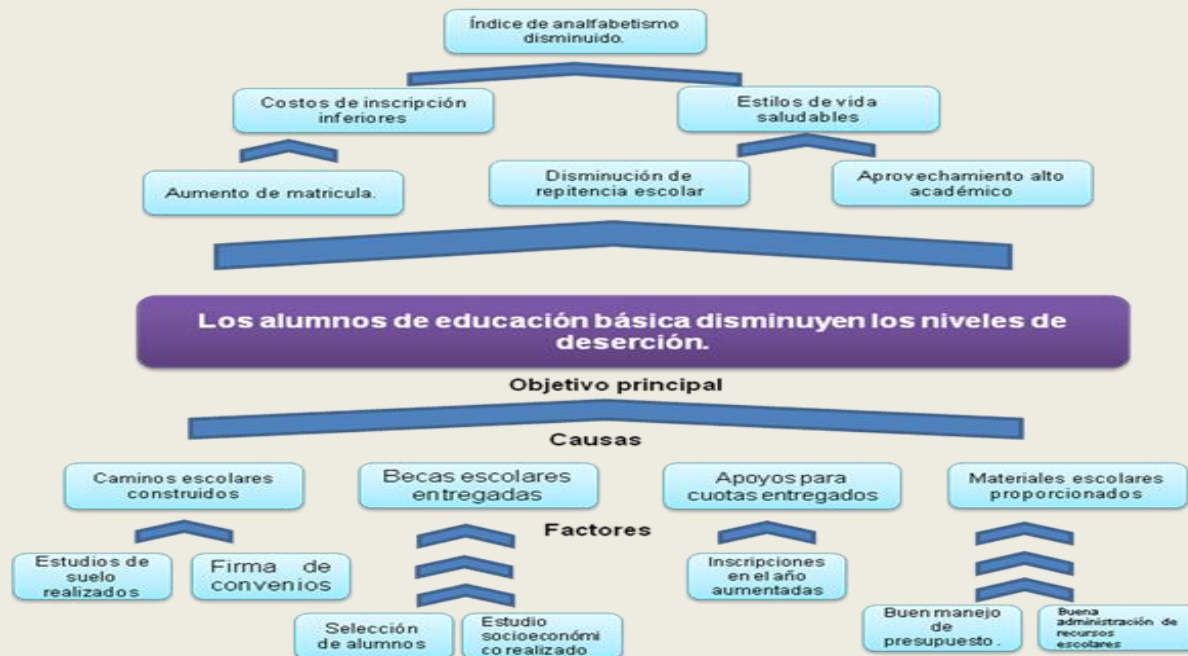 Índice de analfabetismo
disminuido.
Costos de inscripción
inferiores
Estilos de vida
saludables
Aumento de matricula.
Disminución de
repitencia escolar
Aprovechamiento alto
académico
Los alumnos de educación básica disminuyen los niveles de
deserción.
Objetivo principal
Causas
Caminos escolares
construidos
Becas escolares
entregadas
Apoyos para
cuotas entregados
Materiales escolares
proporcionados
Factores
Estudios de
suelo
realizados
Firma de
convenios
Selección
de alumnos
Estudio
socioeconómi
co realizado
Inscripciones
en el año
aumentadas
Buen manejo
de
presupuesto.
Buena
administración de
recursos
escolares